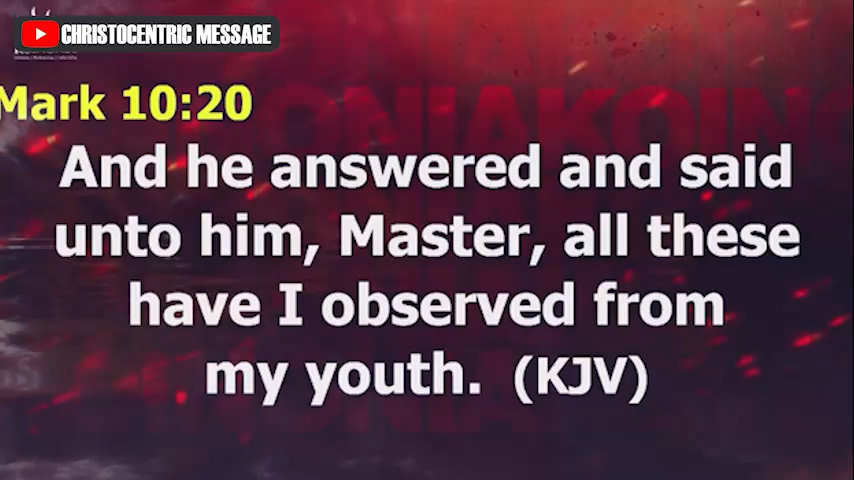 CHRISTOCENTRIC MESSAGE
Mark 10:20
And he answered and said
unto him, Master, all these
have I observed from
my youth. (KJV)